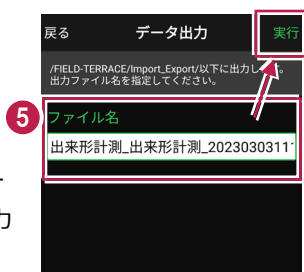 戻る データ出力 実行
/FIELD-TERRACE/Import_Export/以下に出力し　。
出力ファイル名を指定してください。
5
ファイル名
出来形計測_出来形計測_2023030311
力